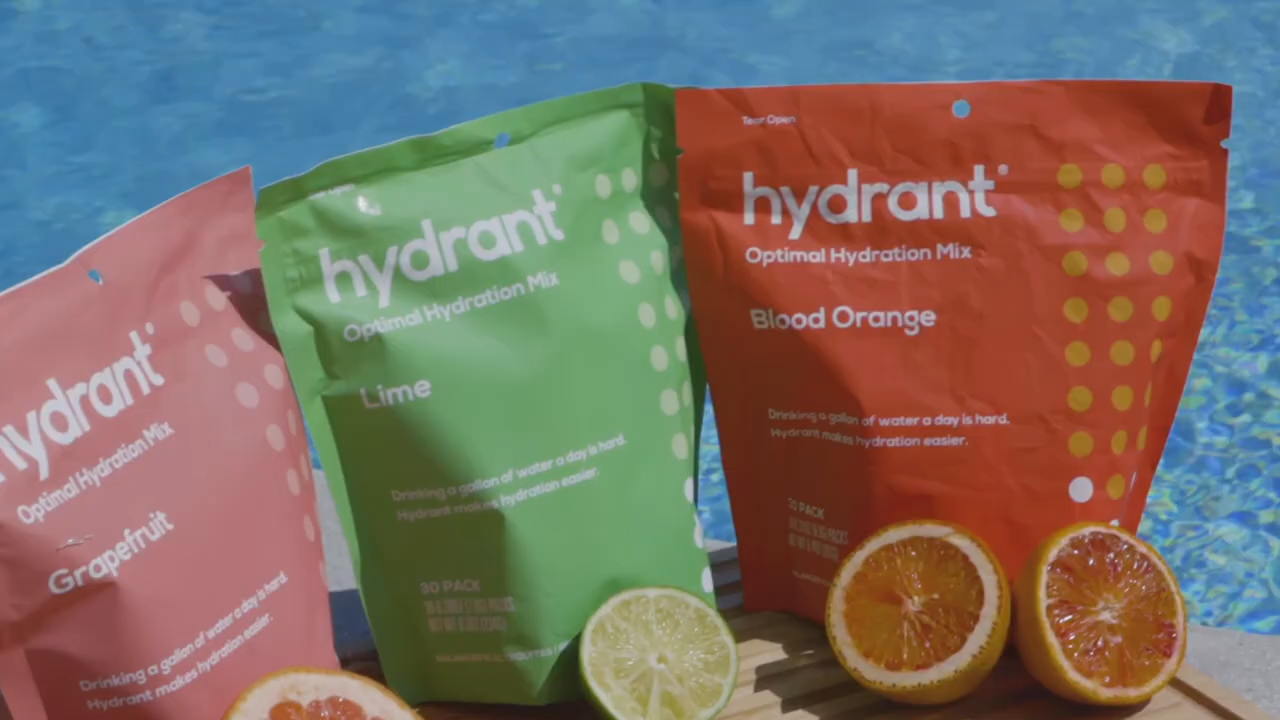 hydrant
Optimal Hydration Mix
Grapefruit
Drinking a gallon of water a day is hard.
Hydrant makes hydration easier.
hydrant
Optimal Hydration Mix
Lime
Drinking a gallon of water a day is hard.
Hydrant makes hydration easier.
30 PACK
Tear Open
hydrant
Optimal Hydration Mix
Blood Orange
Drinking a gallon of water a day is hard.
Hydrant makes hydration easier.
30 PACK